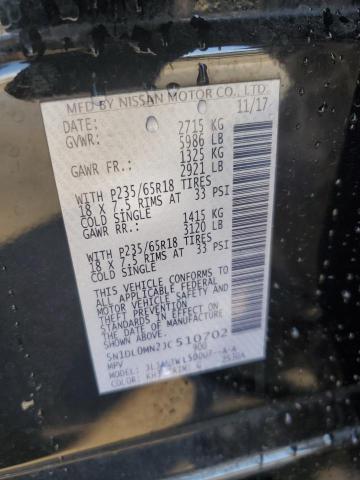 MFD BY NISSAN MOTOR CO., LTD.
DATE: 11/17
GVWR: 2715 KG
5986 LB
GAWR FR.: 1325 KG
2921 LB
WITH P235/65R18 TIRES
18 X 7.5 RIMS AT 33 PSI
COLD SINGLE
GAWR RR.: 1415 KG
3120 LB
WITH P235/65R18 TIRES
18 X 7.5 RIMS AT 33 PSI
COLD SINGLE
THIS VEHICLE CONFORMS TO
ALL APPLICABLE FEDERAL
MOTOR VEHICLE SAFETY AND
THEFT PREVENTION
STANDARDS IN EFFECT ON THE
DATE OF MANUFACTURE
SHOWN ABOVE.
5N1DL0MN2JC510702
MPV 900
MODEL:
COLOR: TRIM: G